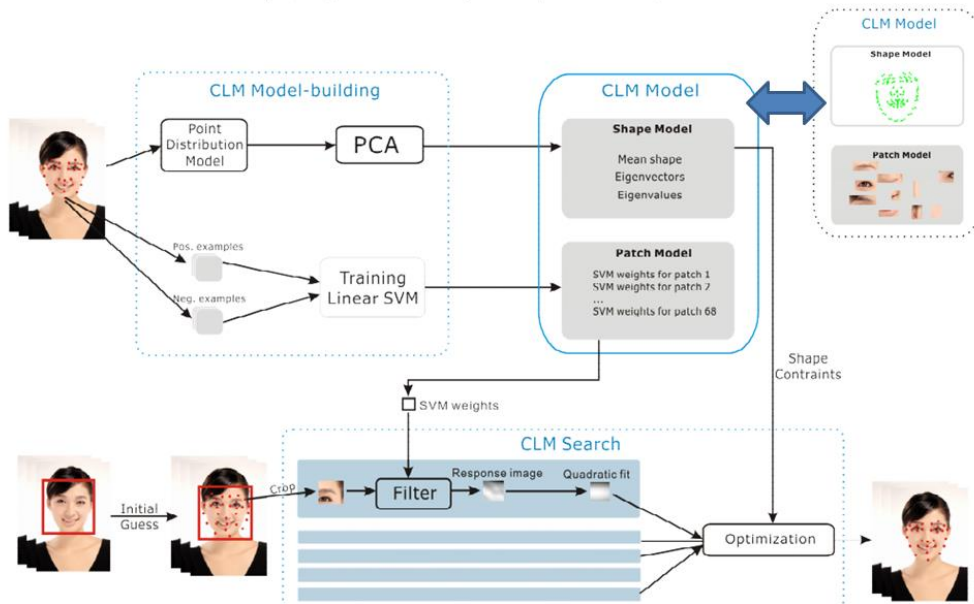 CLM Model
Shape Model
Patch Model
CLM Model-building
Point
Distribution
Model
PCA
Pos. examples
Neg. examples
Training
Linear SVM
CLM Model
Shape Model
Mean shape
Eigenvectors
Eigenvalues
Patch Model
SVM weights for patch 1
SVM weights for patch 2
...
SVM weights for patch 68
Shape
Contraints
SVM weights
CLM Search
Initial
Guess
Crop
Filter
Response image
Quadratic fit
Optimization